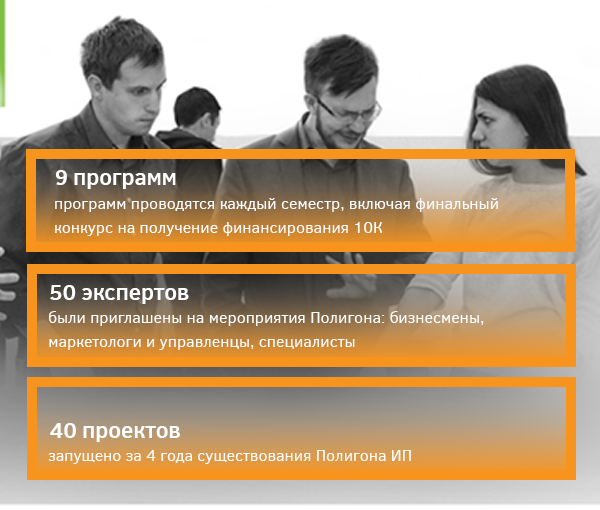 9 программ
программ проводятся каждый семестр, включая финальный
конкурс на получение финансирования 10К
50 экспертов
были приглашены на мероприятия Полигона: бизнесмены,
маркетологи и управленцы, специалисты
40 проектов
запущено за 4 года существования Полигона ИП